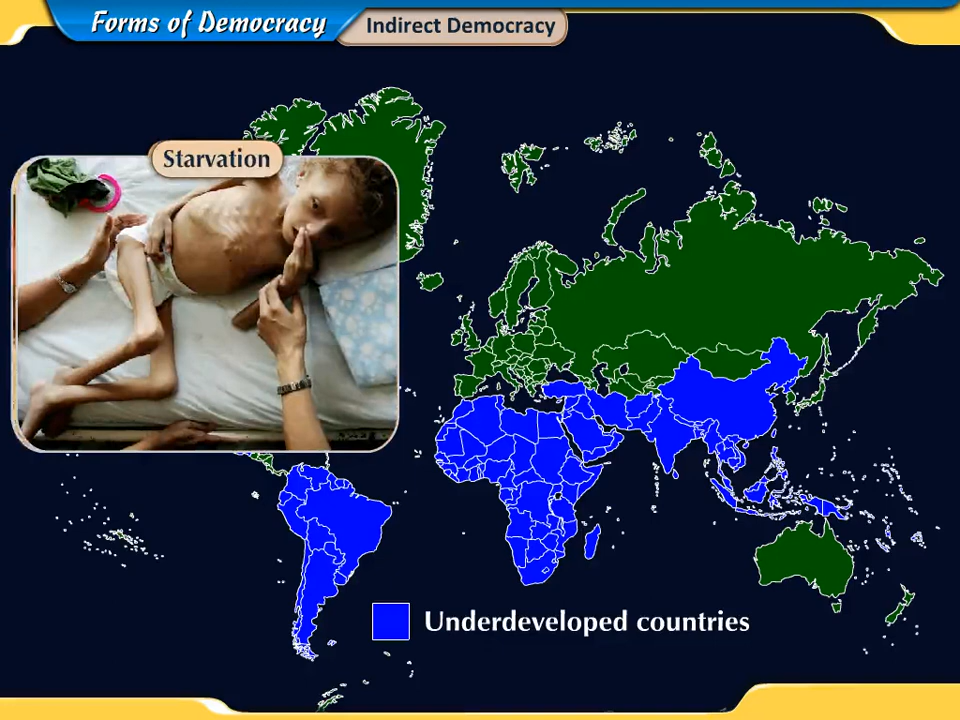 Forms of Democracy
Indirect Democracy
Starvation
Underdeveloped countries